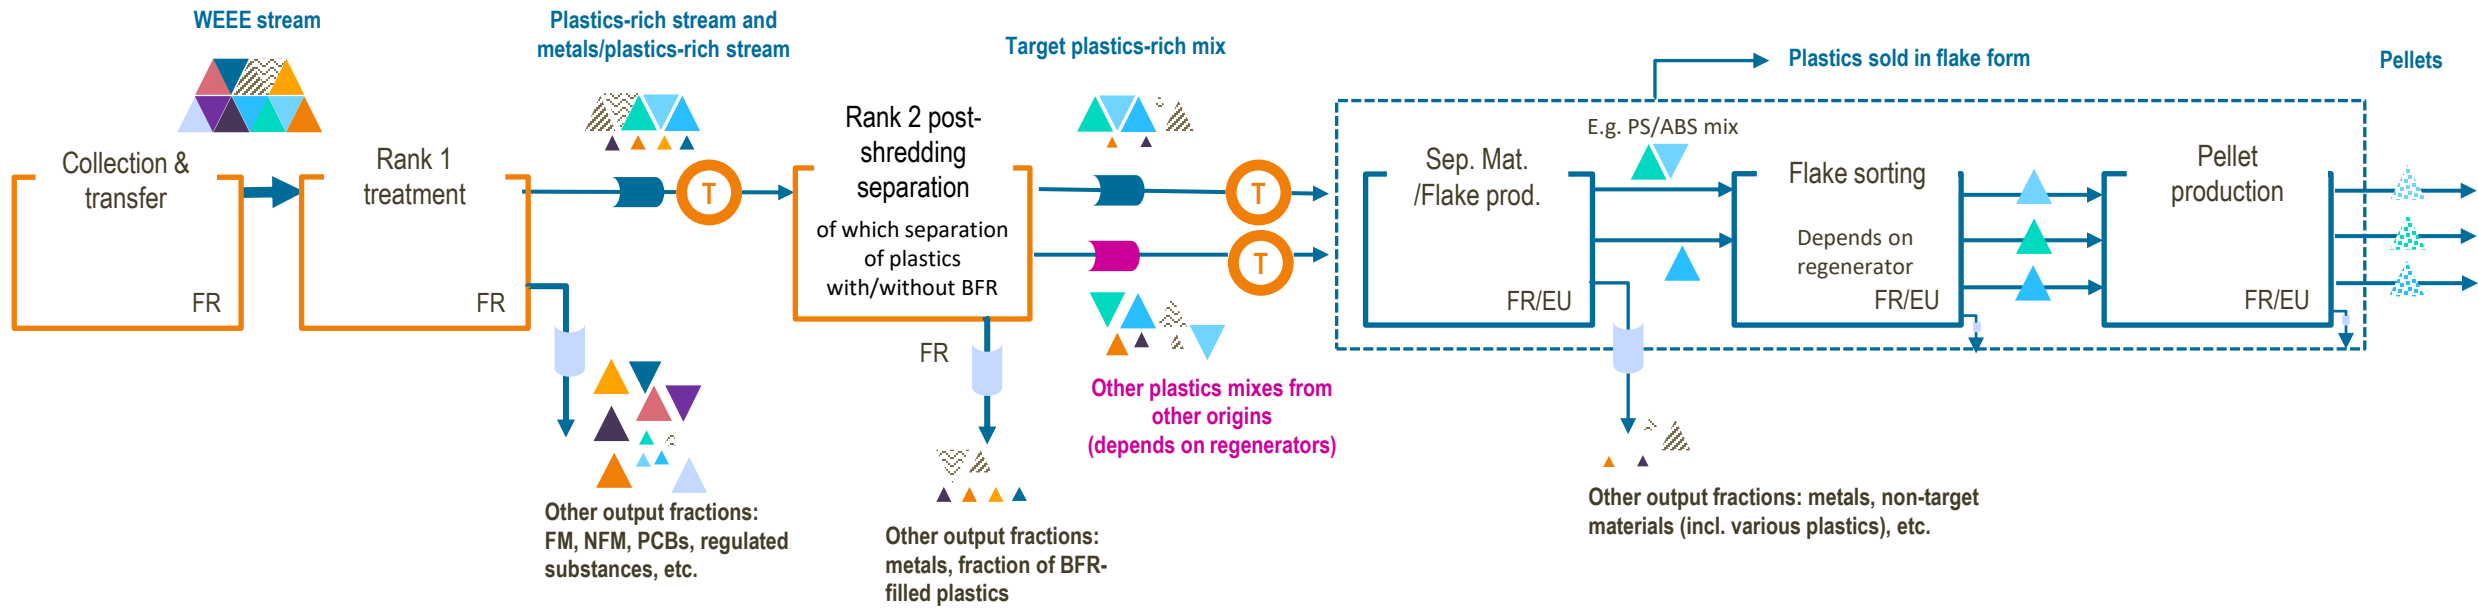 WEEE stream
Plastics-rich stream and
metals/plastics-rich stream
Target plastics-rich mix
Plastics sold in flake form
Pellets
Collection &
transfer
FR
Rank 1
treatment
FR
T
Rank 2 post-
shredding
separation
of which separation
of plastics
with/without BFR
FR
T
T
E.g. PS/ABS mix
Sep. Mat.
/Flake prod.
FR/EU
Flake sorting
Depends on
regenerator
FR/EU
Pellet
production
FR/EU
Other plastics mixes from
other origins
(depends on regenerators)
Other output fractions:
FM, NFM, PCBs, regulated
substances, etc.
Other output fractions:
metals, fraction of BFR-
filled plastics
Other output fractions: metals, non-target
materials (incl. various plastics), etc.